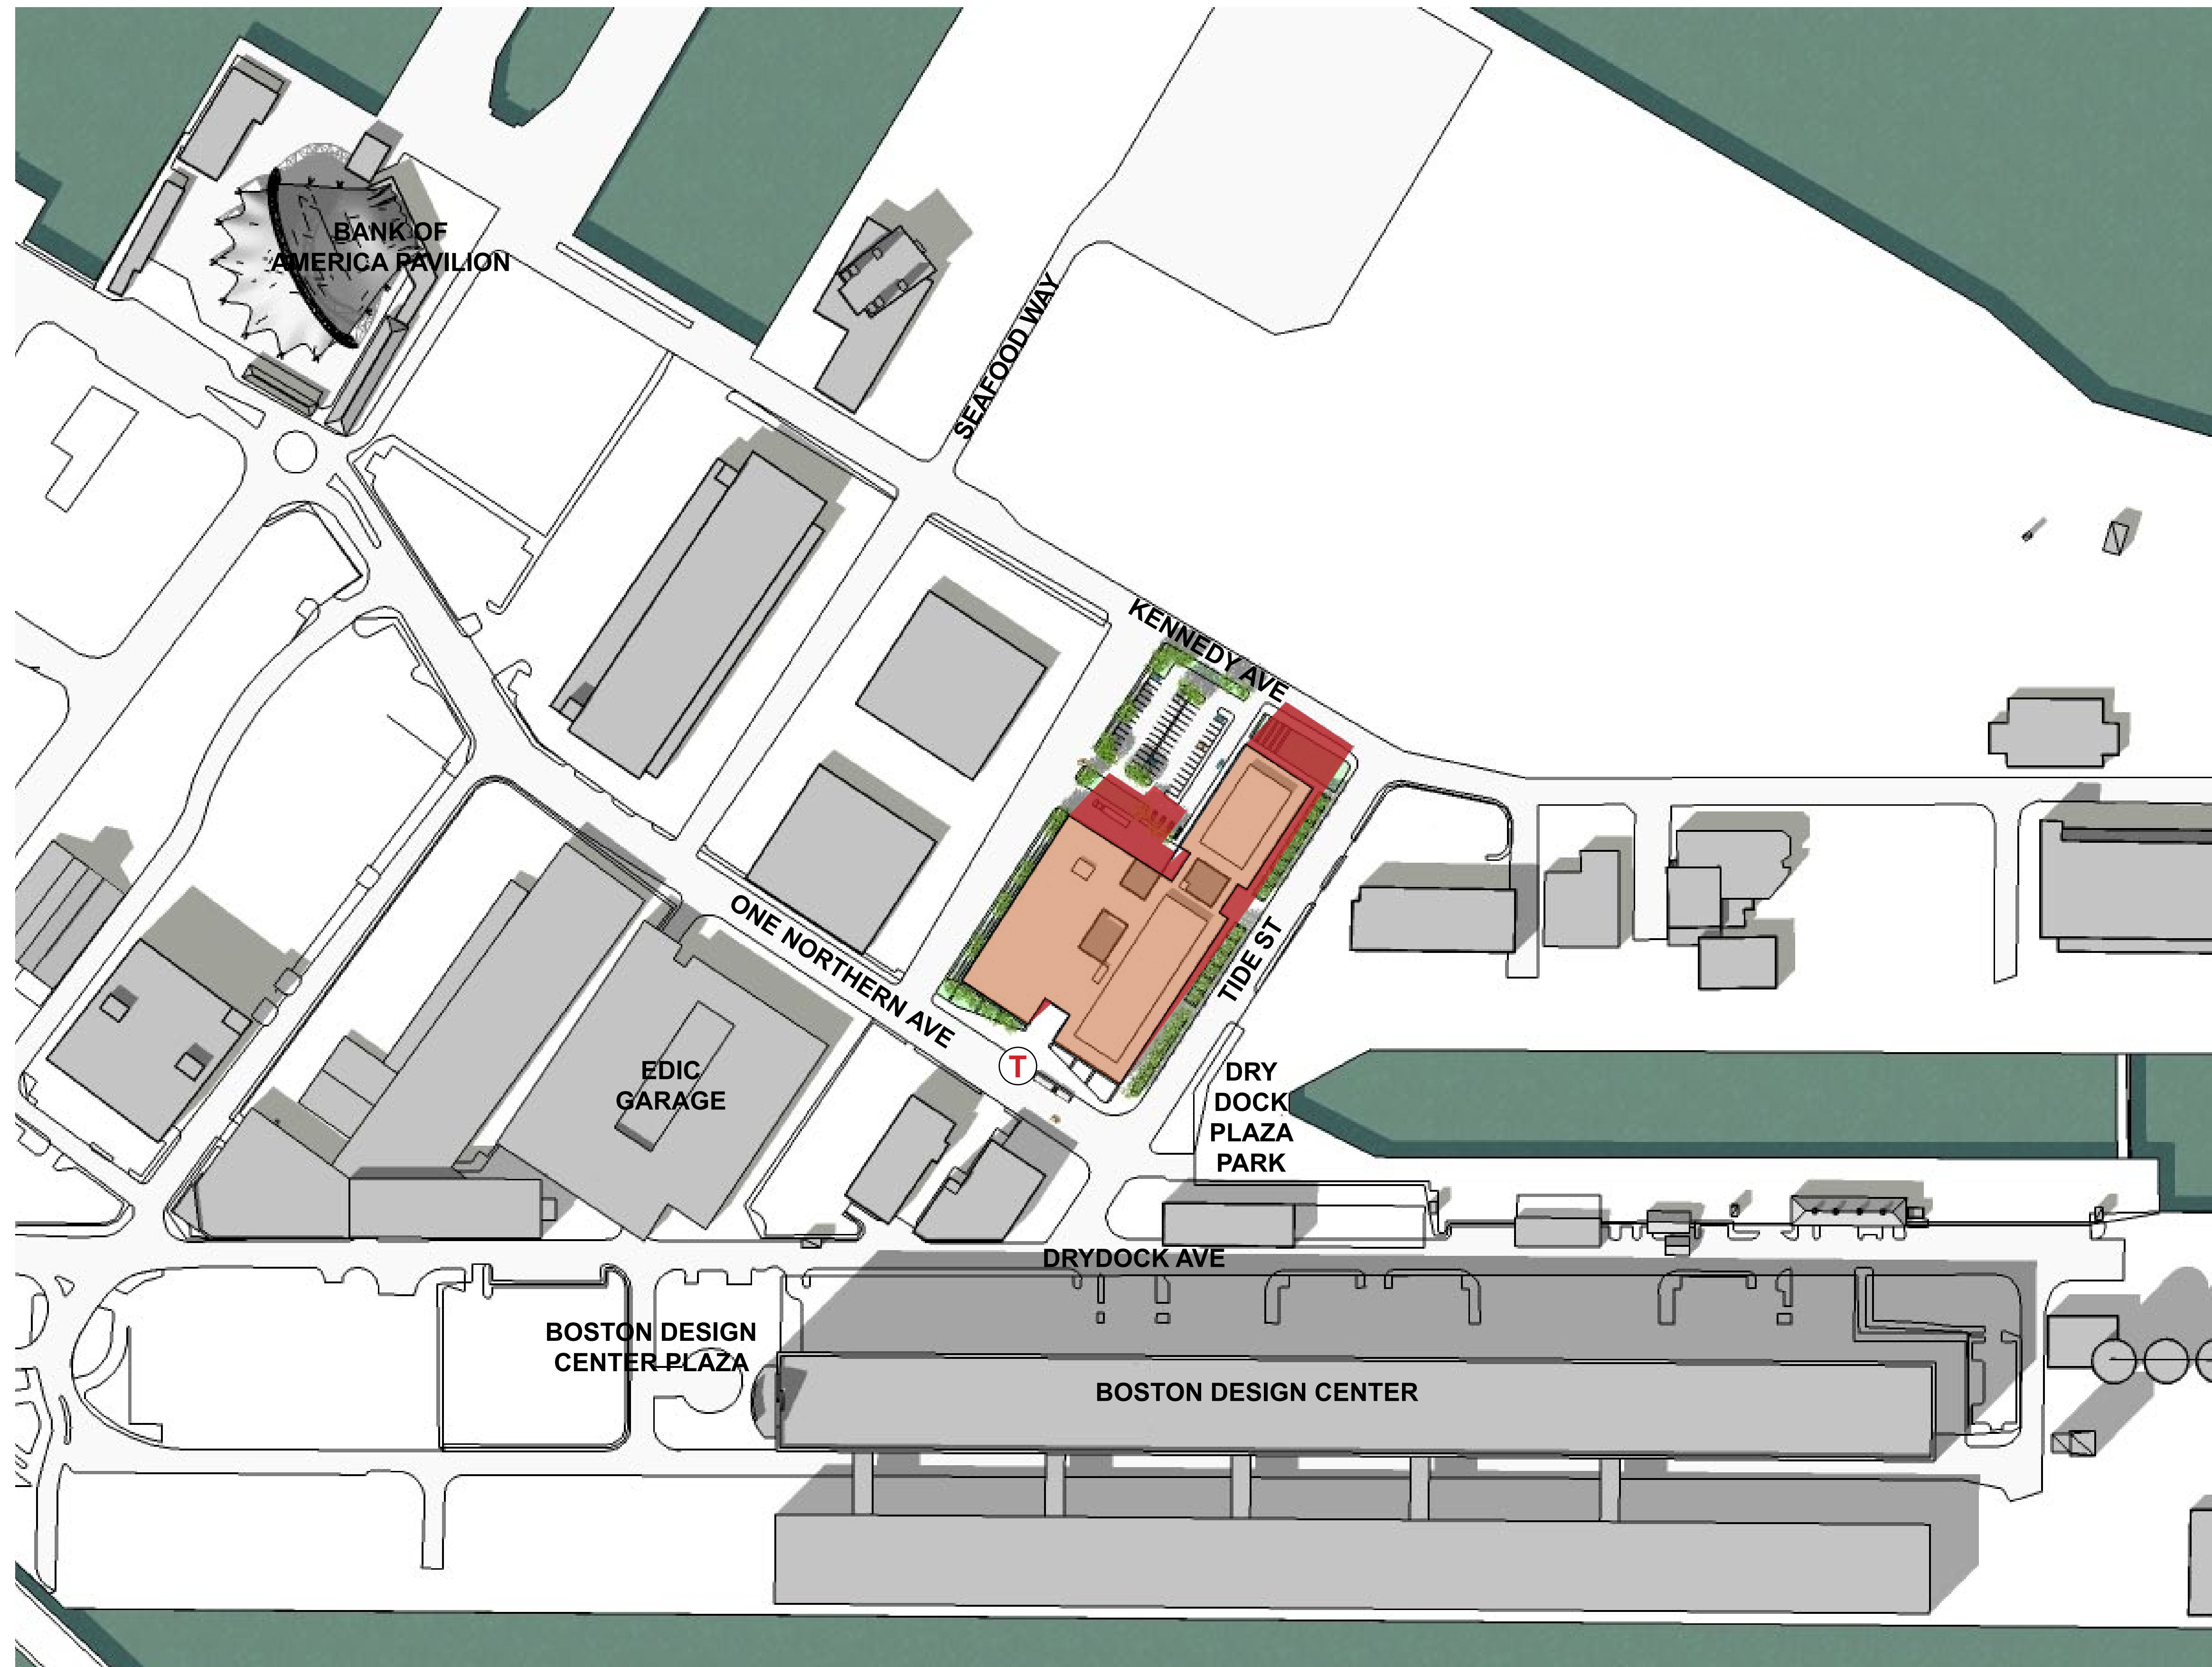 BANK OF
AMERICA PAVILION
SEAFOOD WAY
KENNEDY AVE
ONE NORTHERN AVE
TIDE ST
T
EDIC
GARAGE
DRY
DOCK
PLAZA
PARK
DRYDOCK AVE
BOSTON DESIGN
CENTER PLAZA
BOSTON DESIGN CENTER